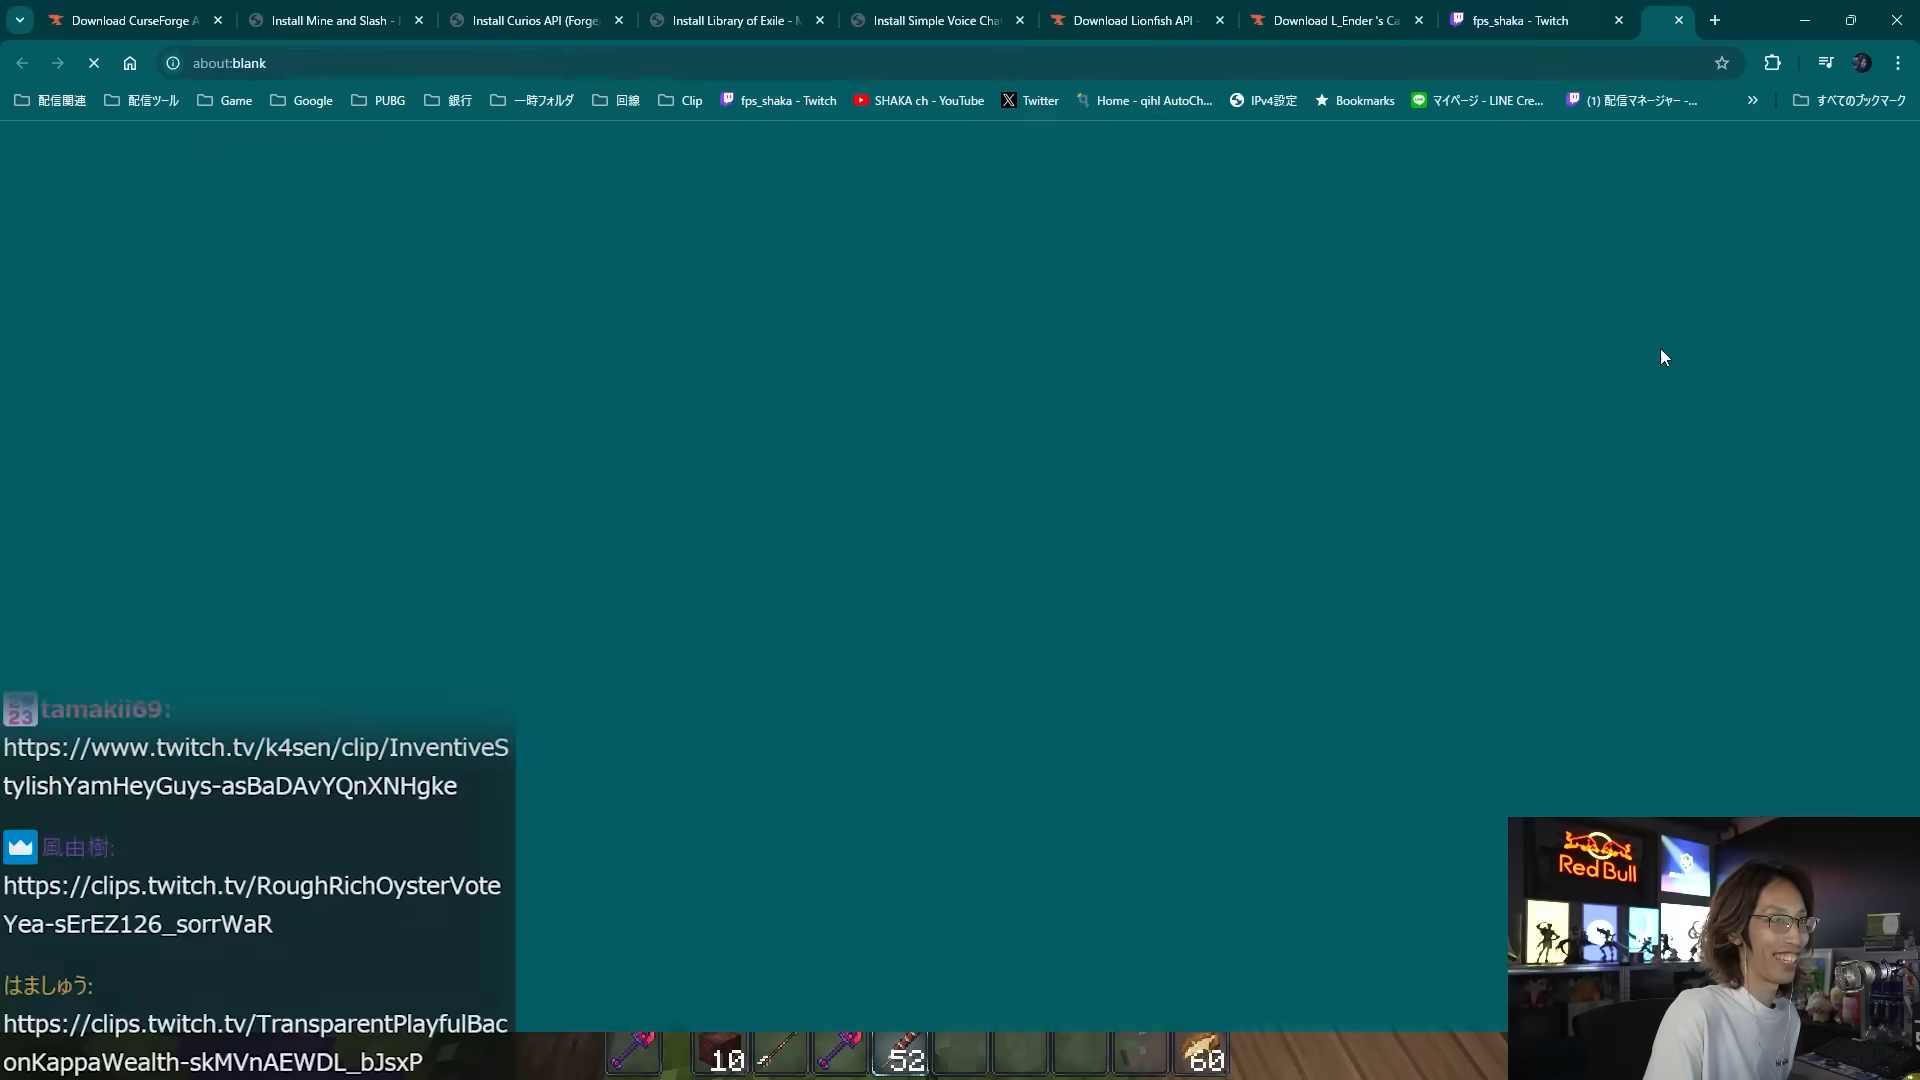 Download CurseForge A
Install Mine and Slash -
Install Curios API (Forge
Install Library of Exile -
Install Simple Voice Cha
Download Lionfish API -
Download L_Ender 's Ca
fps_shaka - Twitch
about:blank
配信関連
配信ツール
Game
Google
PUBG
銀行
一時フォルダ
回線
Clip
fps_shaka - Twitch
SHAKA ch - YouTube
Twitter
Home - qihl AutoCh...
IPv4設定
Bookmarks
マイページ - LINE Cre...
(1) 配信マネージャー -...
すべてのブックマーク
23
tamakii69:
https://www.twitch.tv/k4sen/clip/InventiveS
tylishYamHeyGuys-asBaDAvYQnXNHgke
風由樹:
https://clips.twitch.tv/RoughRichOysterVote
Yea-sErEZ126_sorrWaR
はましゅう:
https://clips.twitch.tv/TransparentPlayfulBac
onKappaWealth-skMVnAEWDL_bJsxP
10
52
60
Red Bull